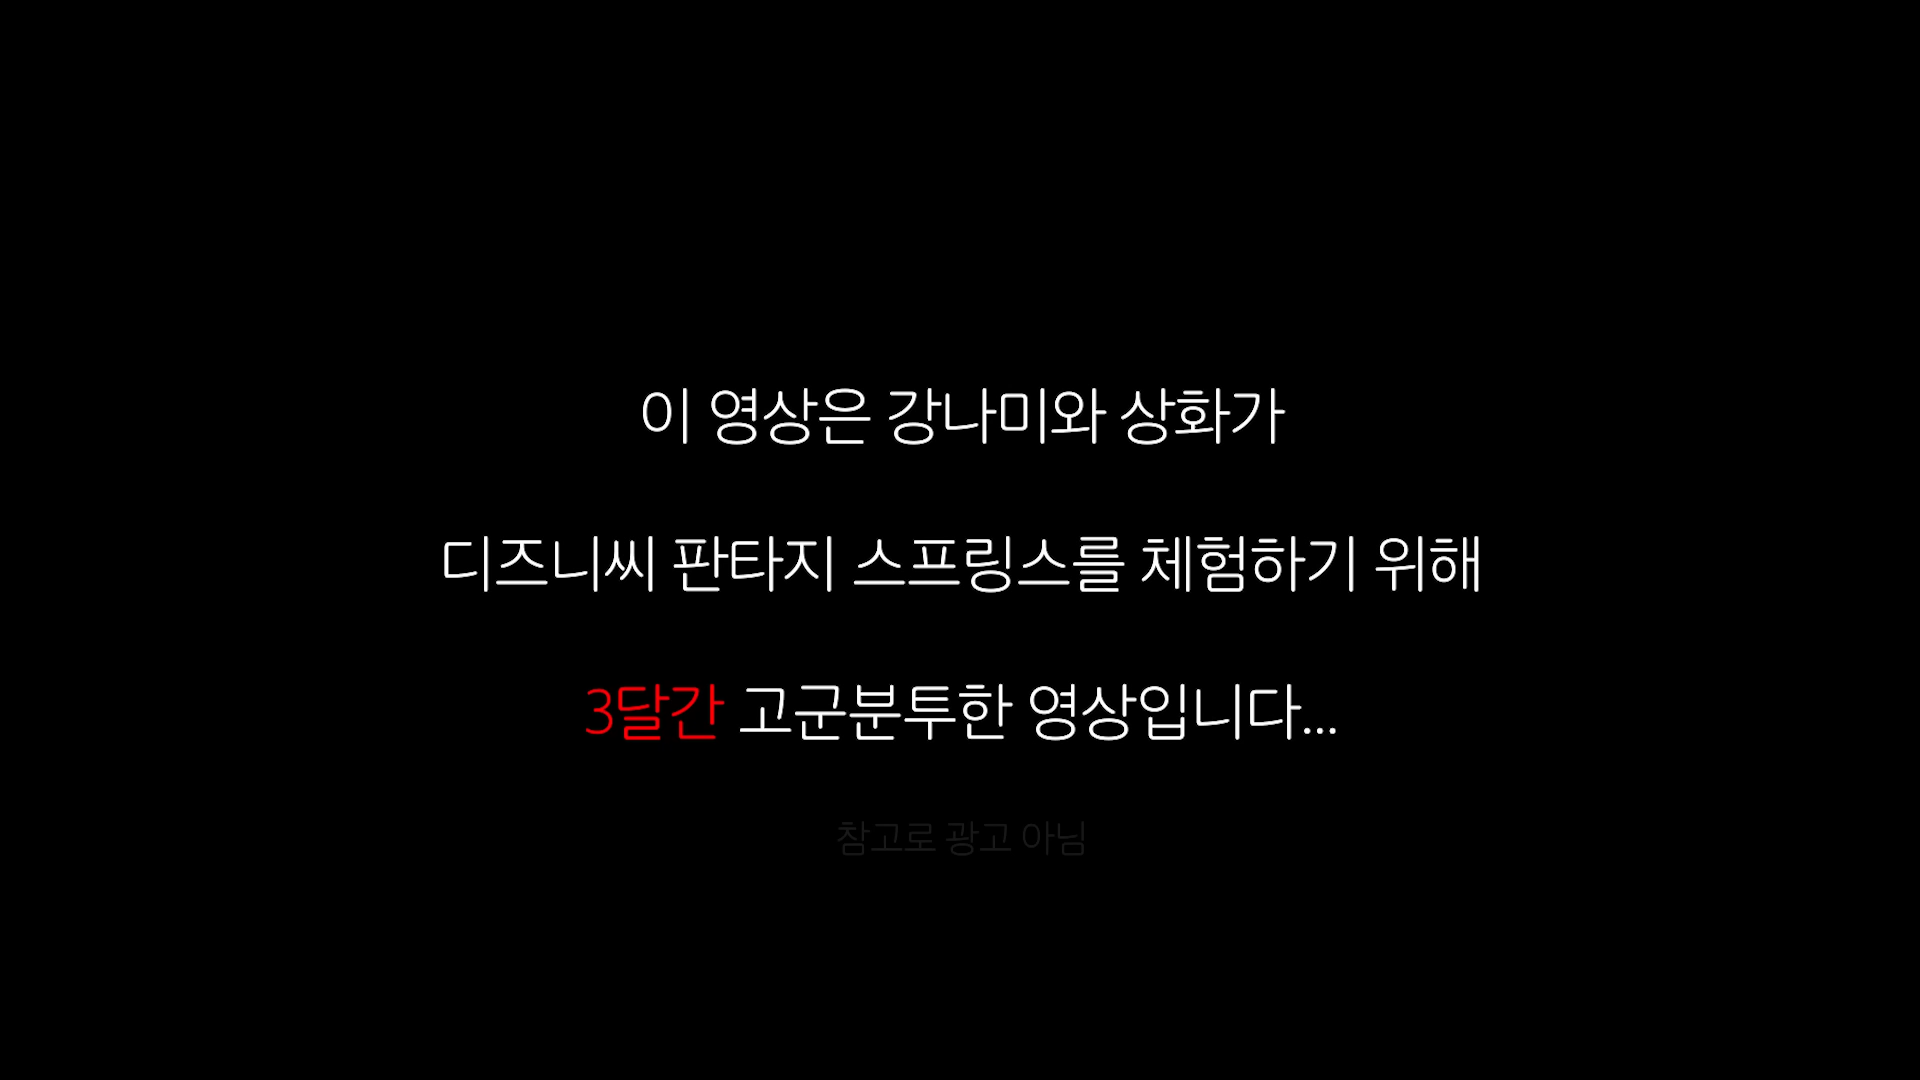 이 영상은 강나미와 상화가
디즈니씨 판타지 스프링스를 체험하기 위해
3달간 고군분투한 영상입니다...
참고로 광고 아님